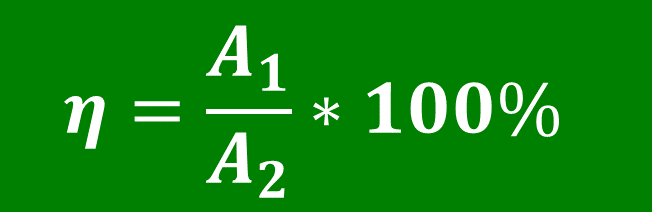 η = A₁/A₂ * 100%